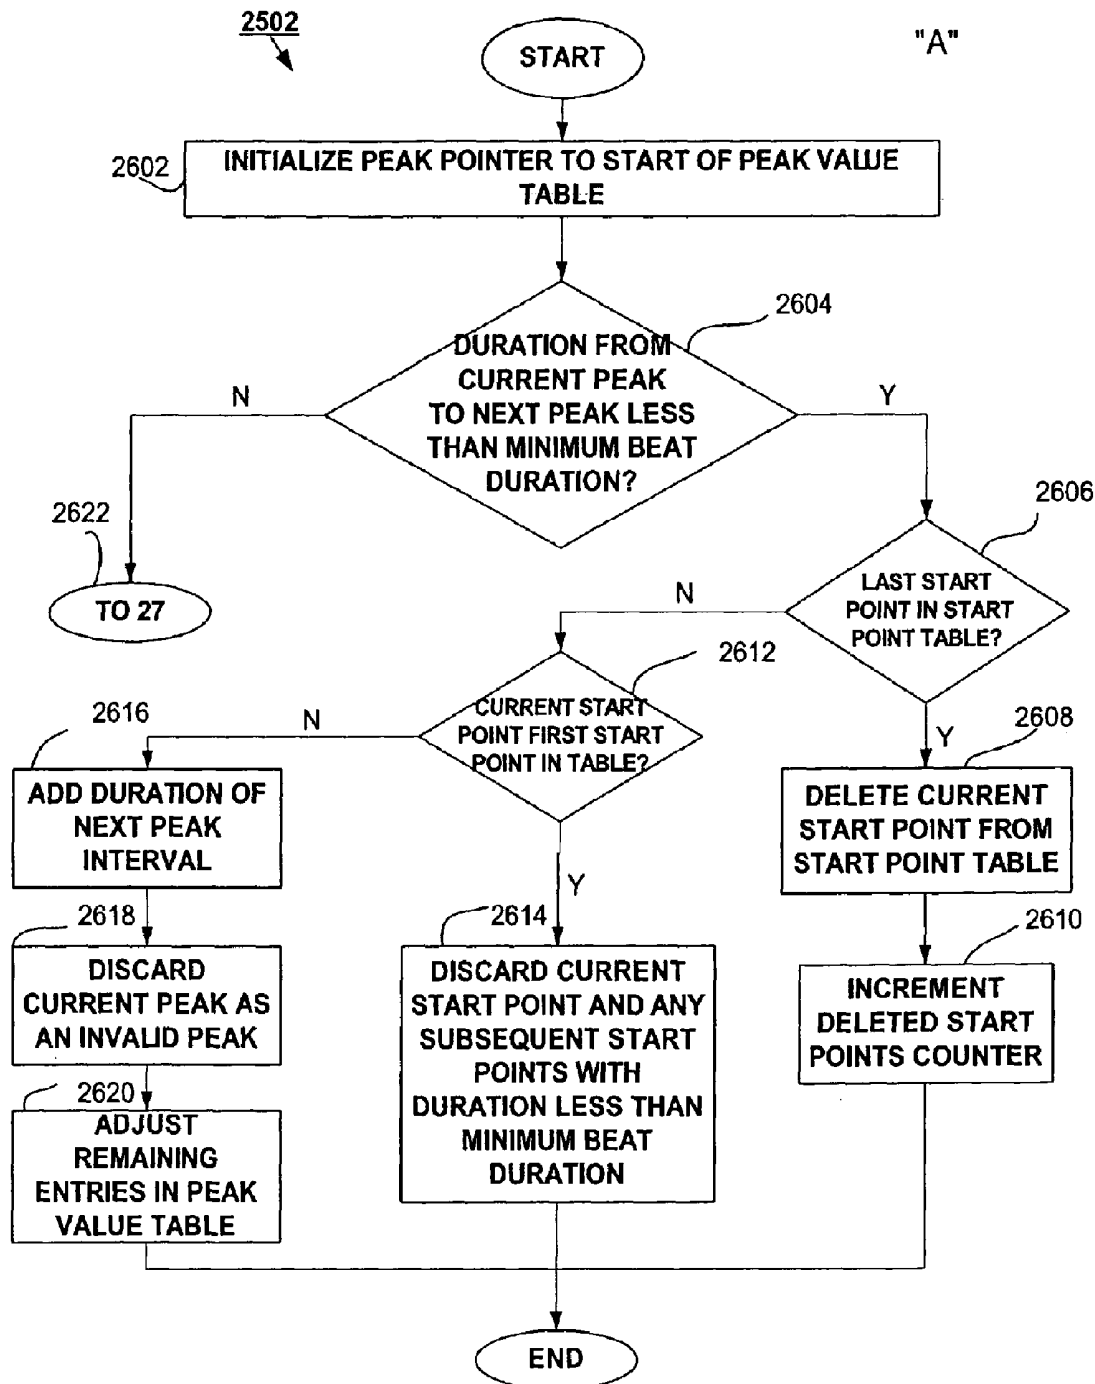 2502
"A"
START
2602
INITIALIZE PEAK POINTER TO START OF PEAK VALUE
TABLE
2604
DURATION FROM
CURRENT PEAK
TO NEXT PEAK LESS
THAN MINIMUM BEAT
DURATION?
N
Y
2622
TO 27
2606
LAST START
POINT IN START
POINT TABLE?
N
Y
2612
CURRENT START
POINT FIRST START
POINT IN TABLE?
N
Y
2616
ADD DURATION OF
NEXT PEAK
INTERVAL
2608
DELETE CURRENT
START POINT FROM
START POINT TABLE
2618
DISCARD
CURRENT PEAK AS
AN INVALID PEAK
2614
DISCARD CURRENT
START POINT AND ANY
SUBSEQUENT START
POINTS WITH
DURATION LESS THAN
MINIMUM BEAT
DURATION
2610
INCREMENT
DELETED START
POINTS COUNTER
2620
ADJUST
REMAINING
ENTRIES IN PEAK
VALUE TABLE
END